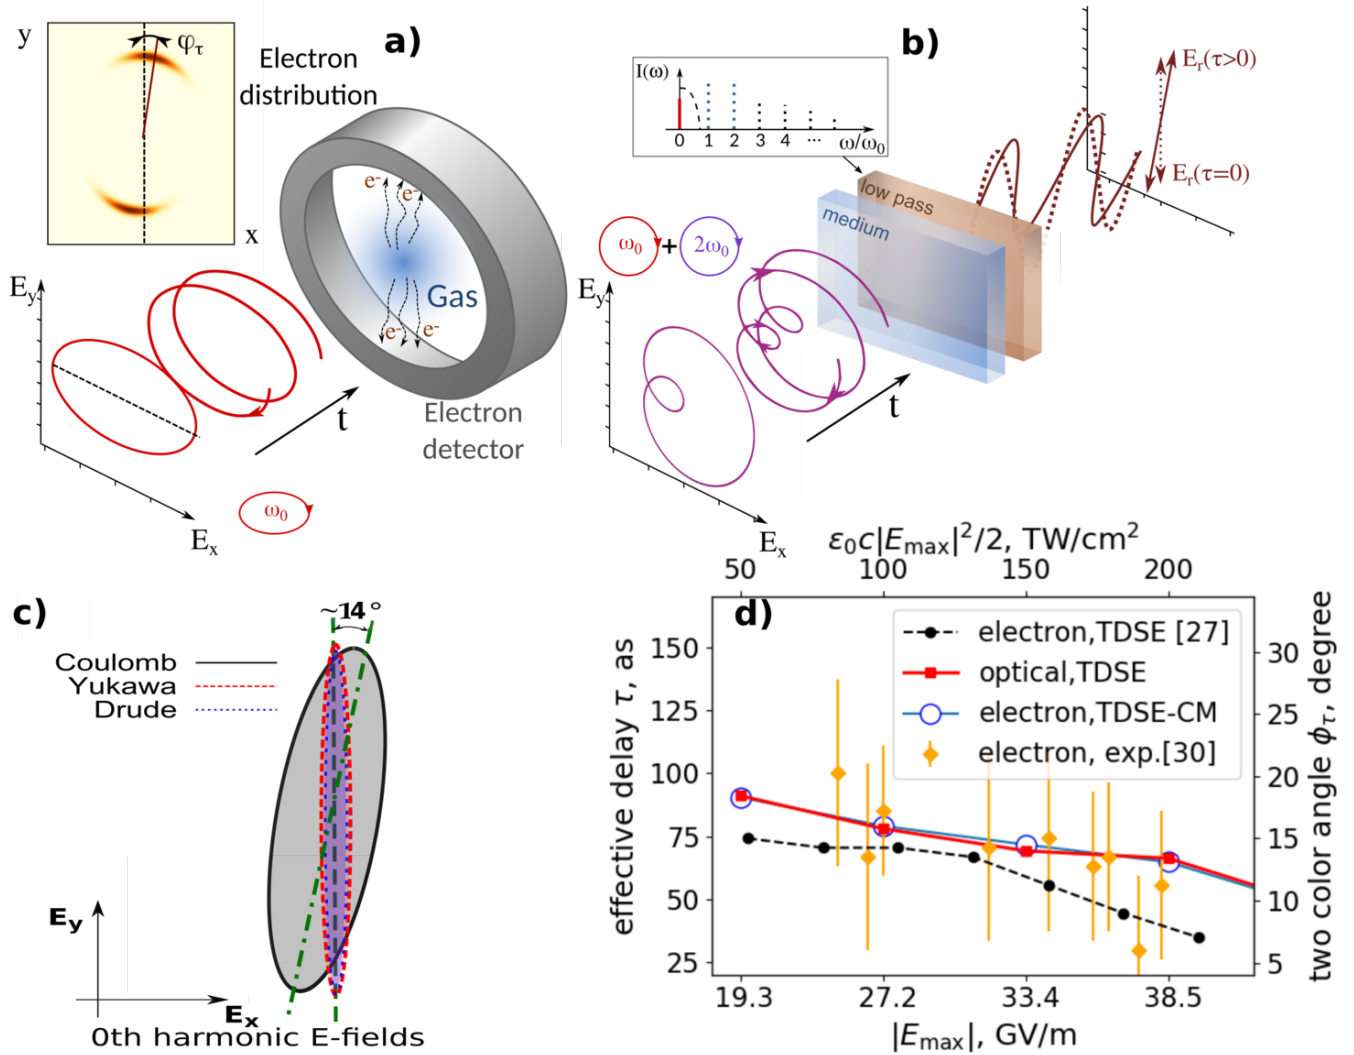 a)
y
φτ
x
Electron
distribution
e-
e-
Gas
e-
e-
Electron
detector
Ey
Ex
t
ω0
b)
I(ω)
0 1 2 3 4 ... ω/ω0
low pass
medium
ω0 + 2ω0
Er(τ>0)
Er(τ=0)
Ey
Ex
t
c)
~14°
Coulomb
Yukawa
Drude
Ey
Ex
0th harmonic E-fields
d)
ε0c|Emax|²/2, TW/cm²
50 100 150 200
electron,TDSE [27]
optical,TDSE
electron,TDSE-CM
electron, exp.[30]
effective delay τ, as
150
125
100
75
50
25
two color angle ϕτ, degree
30
25
20
15
10
5
19.3 27.2 33.4 38.5
|Emax|, GV/m